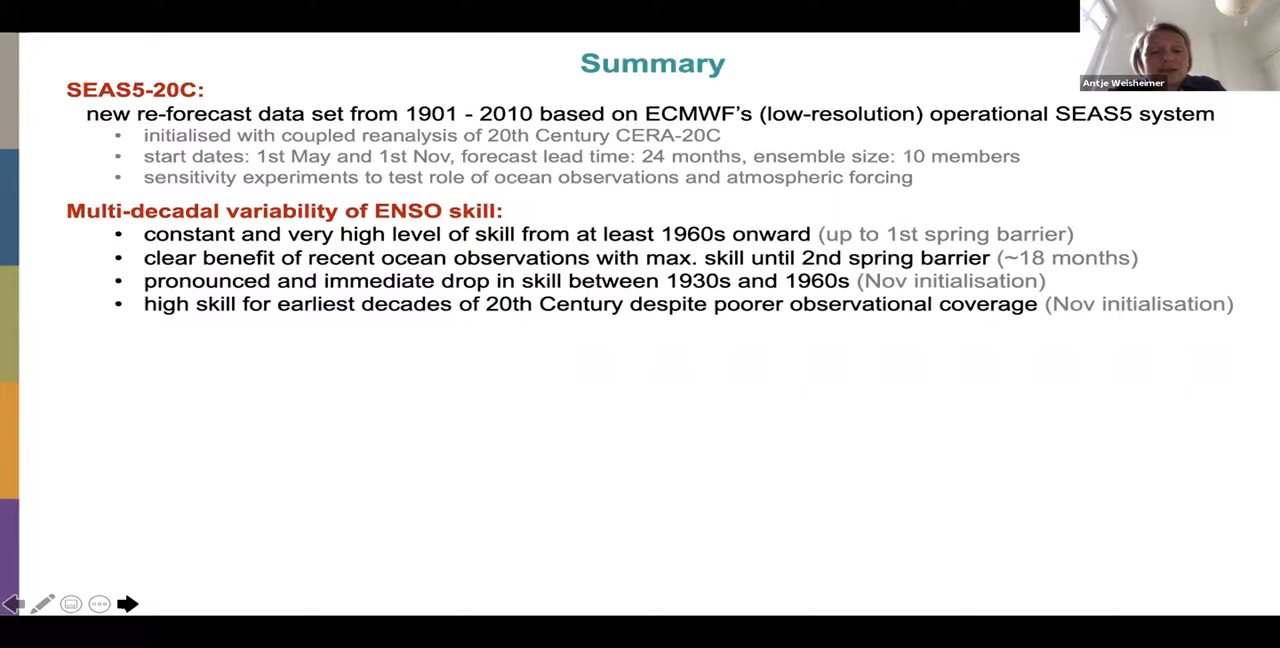 Summary
Antje Weisheimer
SEAS5-20C:
new re-forecast data set from 1901 - 2010 based on ECMWF's (low-resolution) operational SEAS5 system
• initialised with coupled reanalysis of 20th Century CERA-20C
• start dates: 1st May and 1st Nov, forecast lead time: 24 months, ensemble size: 10 members
• sensitivity experiments to test role of ocean observations and atmospheric forcing
Multi-decadal variability of ENSO skill:
• constant and very high level of skill from at least 1960s onward (up to 1st spring barrier)
• clear benefit of recent ocean observations with max. skill until 2nd spring barrier (~18 months)
• pronounced and immediate drop in skill between 1930s and 1960s (Nov initialisation)
• high skill for earliest decades of 20th Century despite poorer observational coverage (Nov initialisation)